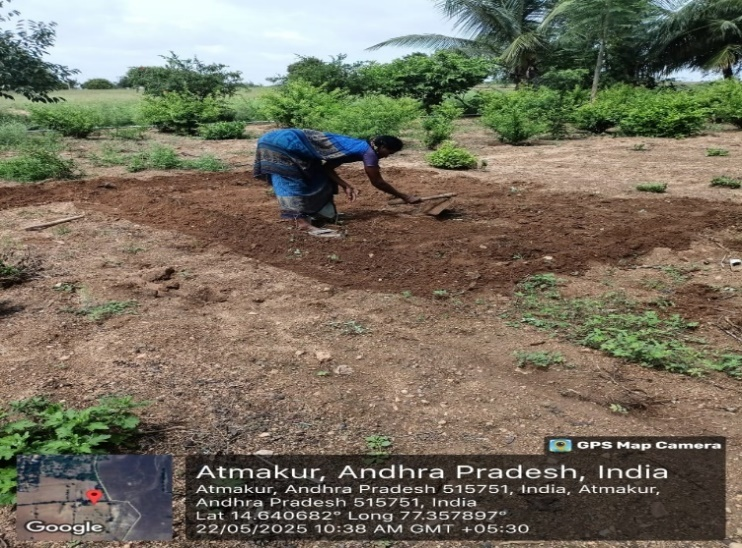 GPS Map Camera
Atmakur, Andhra Pradesh, India
Atmakur, Andhra Pradesh 515751, India, Atmakur,
Andhra Pradesh 515751, India
Lat 14.640682° Long 77.357897°
22/05/2025 10:38 AM GMT +05:30
Google